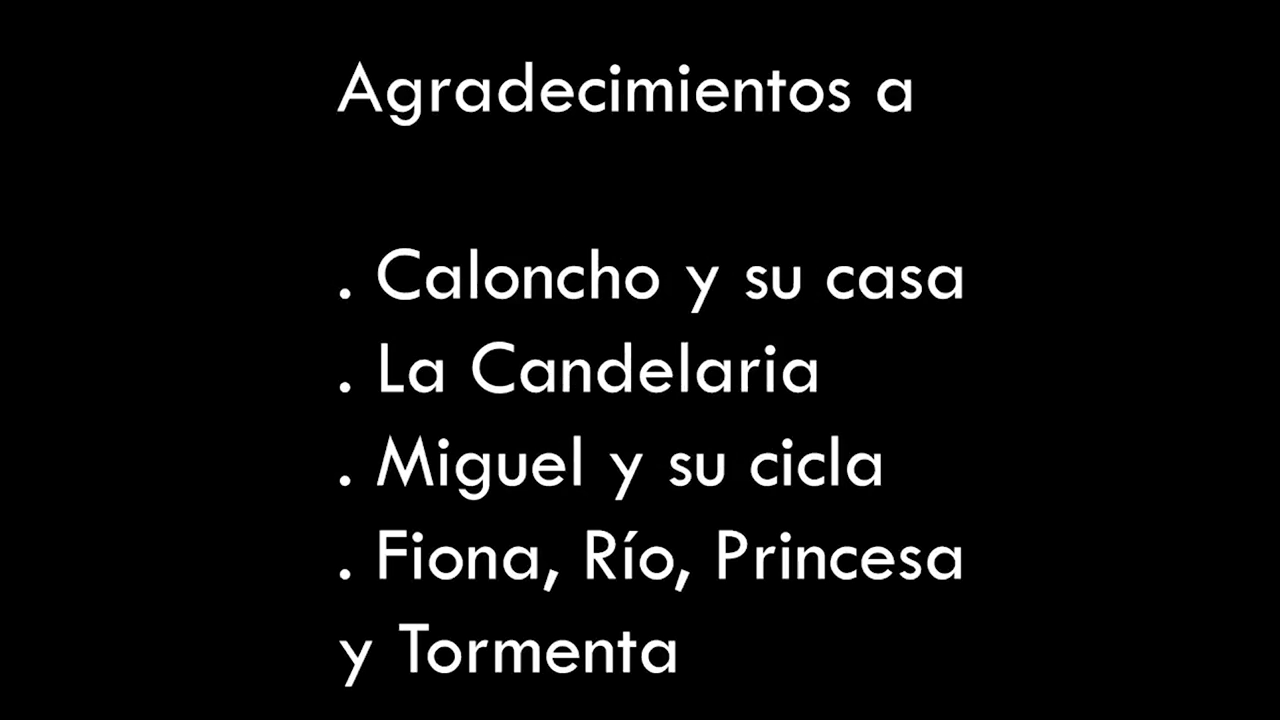 Agradecimientos a
. Caloncho y su casa
. La Candelaria
. Miguel y su cicla
. Fiona, Río, Princesa
y Tormenta